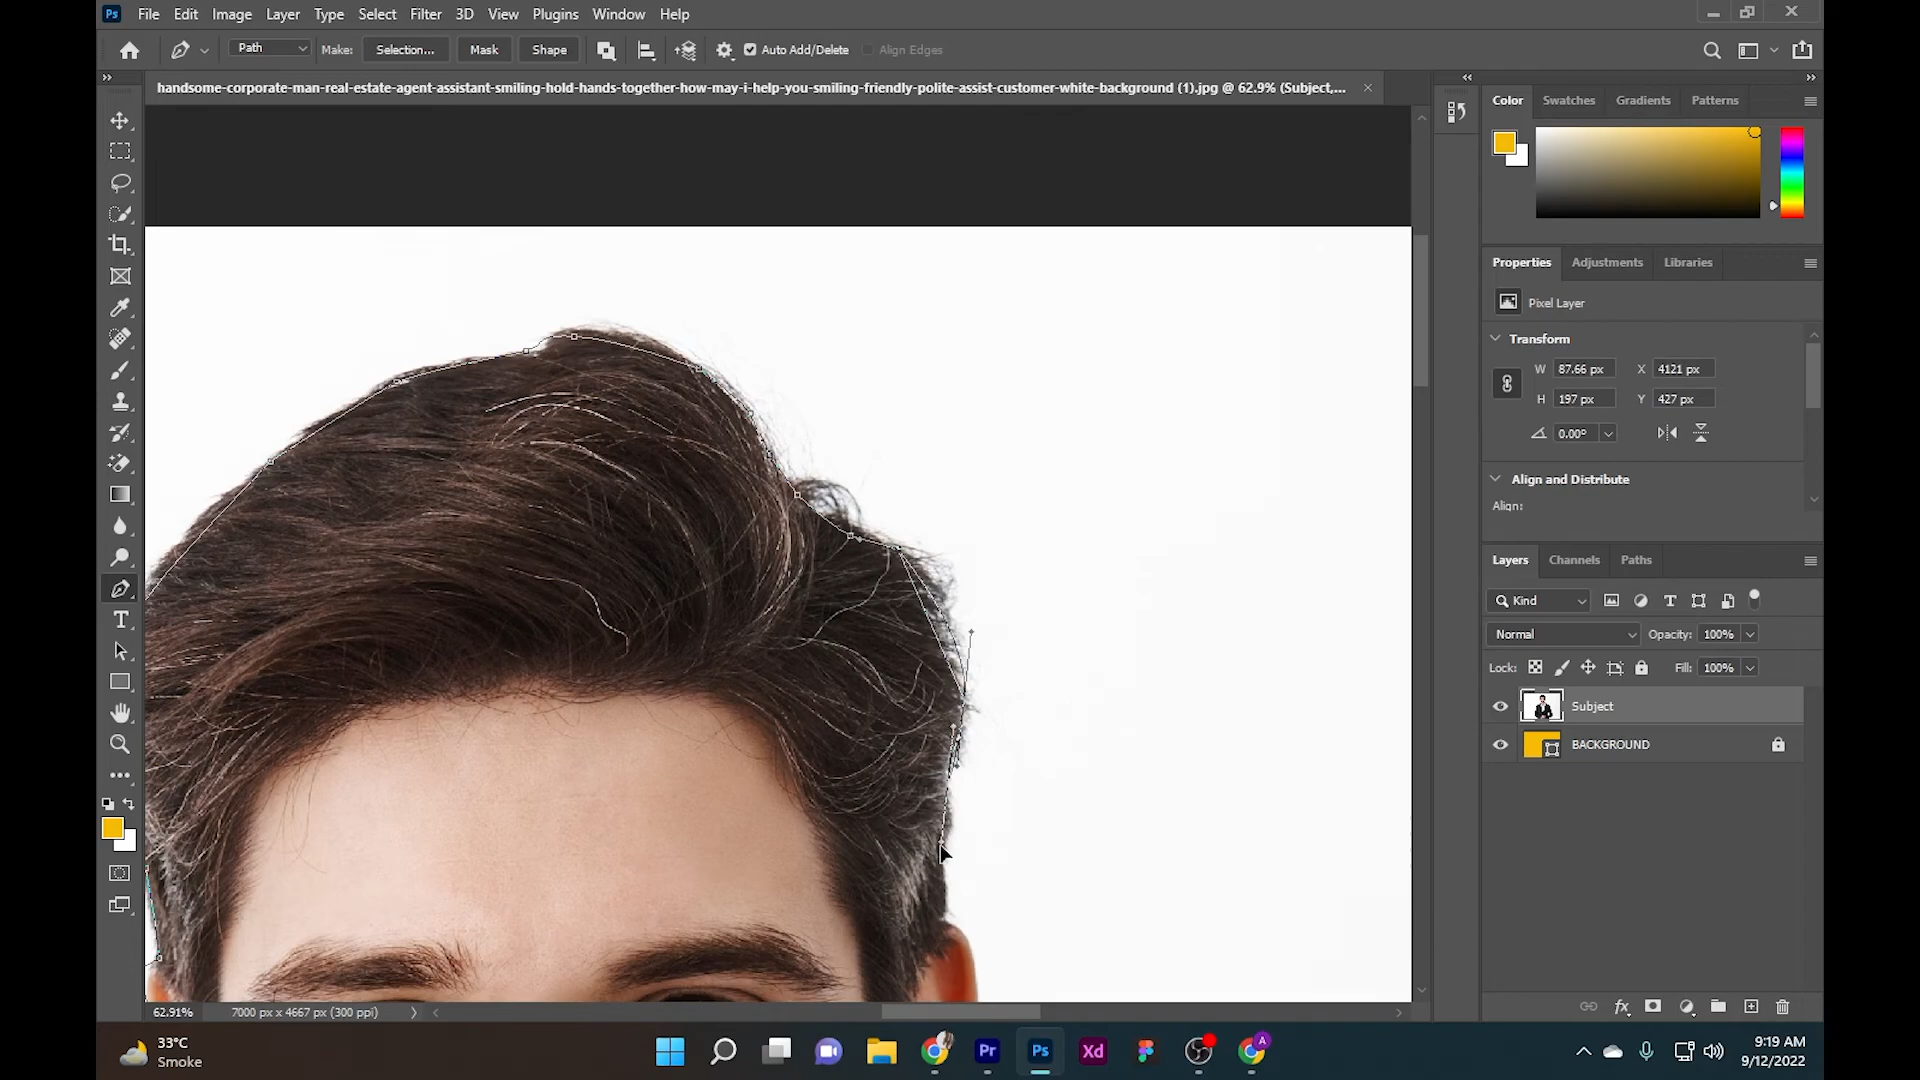 Ps File Edit Image Layer Type Select Filter 3D View Plugins Window Help
Path Make: Selection... Mask Shape Auto Add/Delete Align Edges
handsome-corporate-man-real-estate-agent-assistant-smiling-hold-hands-together-how-may-i-help-you-smiling-friendly-polite-assist-customer-white-background (1).jpg @ 62.9% (Subject,...
Color Swatches Gradients Patterns
Properties Adjustments Libraries
Pixel Layer
Transform
W 87.66 px X 4121 px
H 197 px Y 427 px
0.00°
Align and Distribute
Align:
Layers Channels Paths
Kind
Normal Opacity: 100%
Lock: Fill: 100%
Subject
BACKGROUND
62.91% 7000 px x 4667 px (300 ppi)
33°C
Smoke
Pr Ps Xd A
9:19 AM
9/12/2022